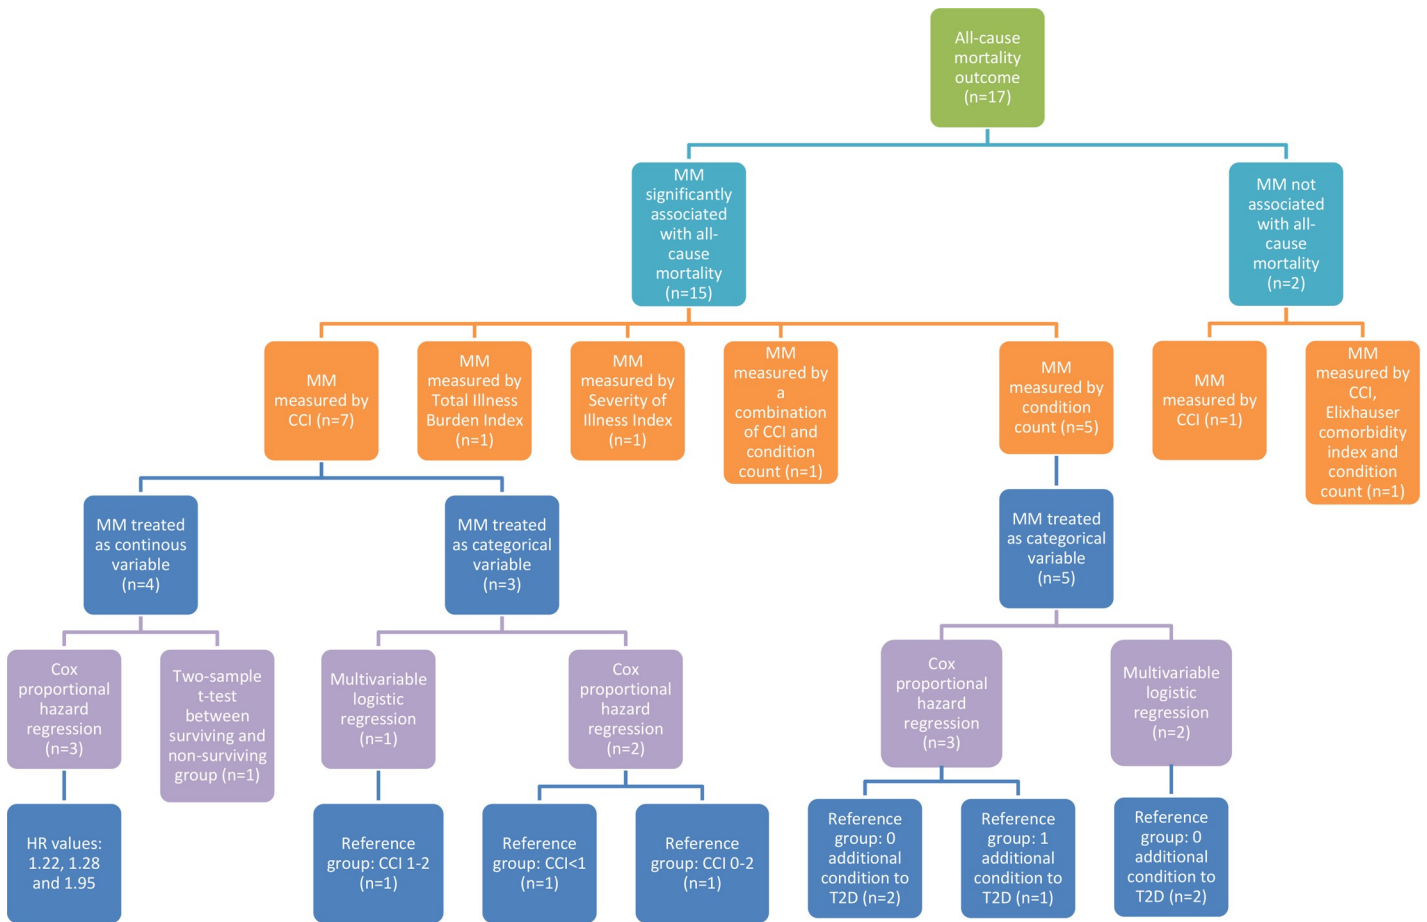 All-cause
mortality
outcome
(n=17)
MM
significantly
associated
with all-
cause
mortality
(n=15)
MM not
associated
with all-
cause
mortality
(n=2)
MM
measured by
CCI (n=7)
MM
measured by
Total Illness
Burden Index
(n=1)
MM
measured by
Severity of
Illness Index
(n=1)
MM
measured by
a
combination
of CCI and
condition
count (n=1)
MM
measured by
condition
count (n=5)
MM
measured by
CCI (n=1)
MM
measured by
CCI,
Elixhauser
comorbidity
index and
condition
count (n=1)
MM treated
as continous
variable
(n=4)
MM treated
as categorical
variable
(n=3)
MM treated
as categorical
variable
(n=5)
Cox
proportional
hazard
regression
(n=3)
Two-sample
t-test
between
surviving and
non-surviving
group (n=1)
Multivariable
logistic
regression
(n=1)
Cox
proportional
hazard
regression
(n=2)
Cox
proportional
hazard
regression
(n=3)
Multivariable
logistic
regression
(n=2)
HR values:
1.22, 1.28
and 1.95
Reference
group: CCI 1-2
(n=1)
Reference
group: CCI<1
(n=1)
Reference
group: CCI 0-2
(n=1)
Reference
group: 0
additional
condition to
T2D (n=2)
Reference
group: 1
additional
condition to
T2D (n=1)
Reference
group: 0
additional
condition to
T2D (n=2)